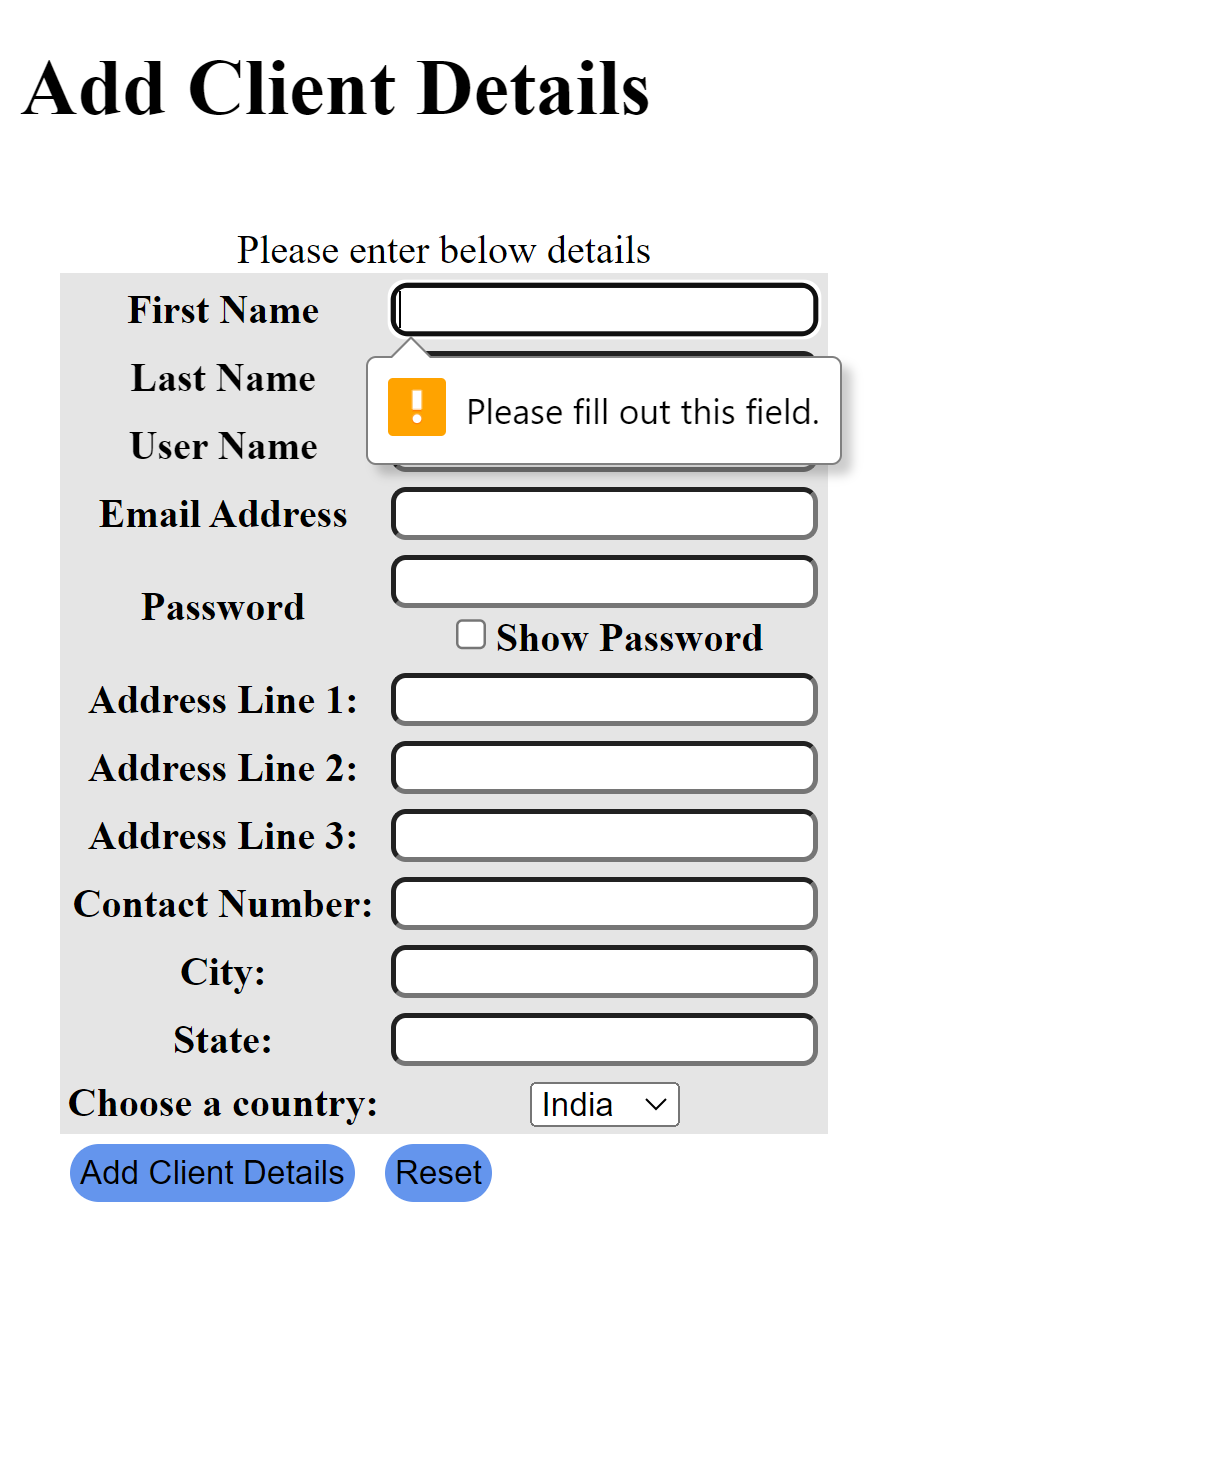 Add Client Details
Please enter below details
First Name
Last Name
Please fill out this field.
User Name
Email Address
Password
Show Password
Address Line 1:
Address Line 2:
Address Line 3:
Contact Number:
City:
State:
Choose a country: India
Add Client Details Reset